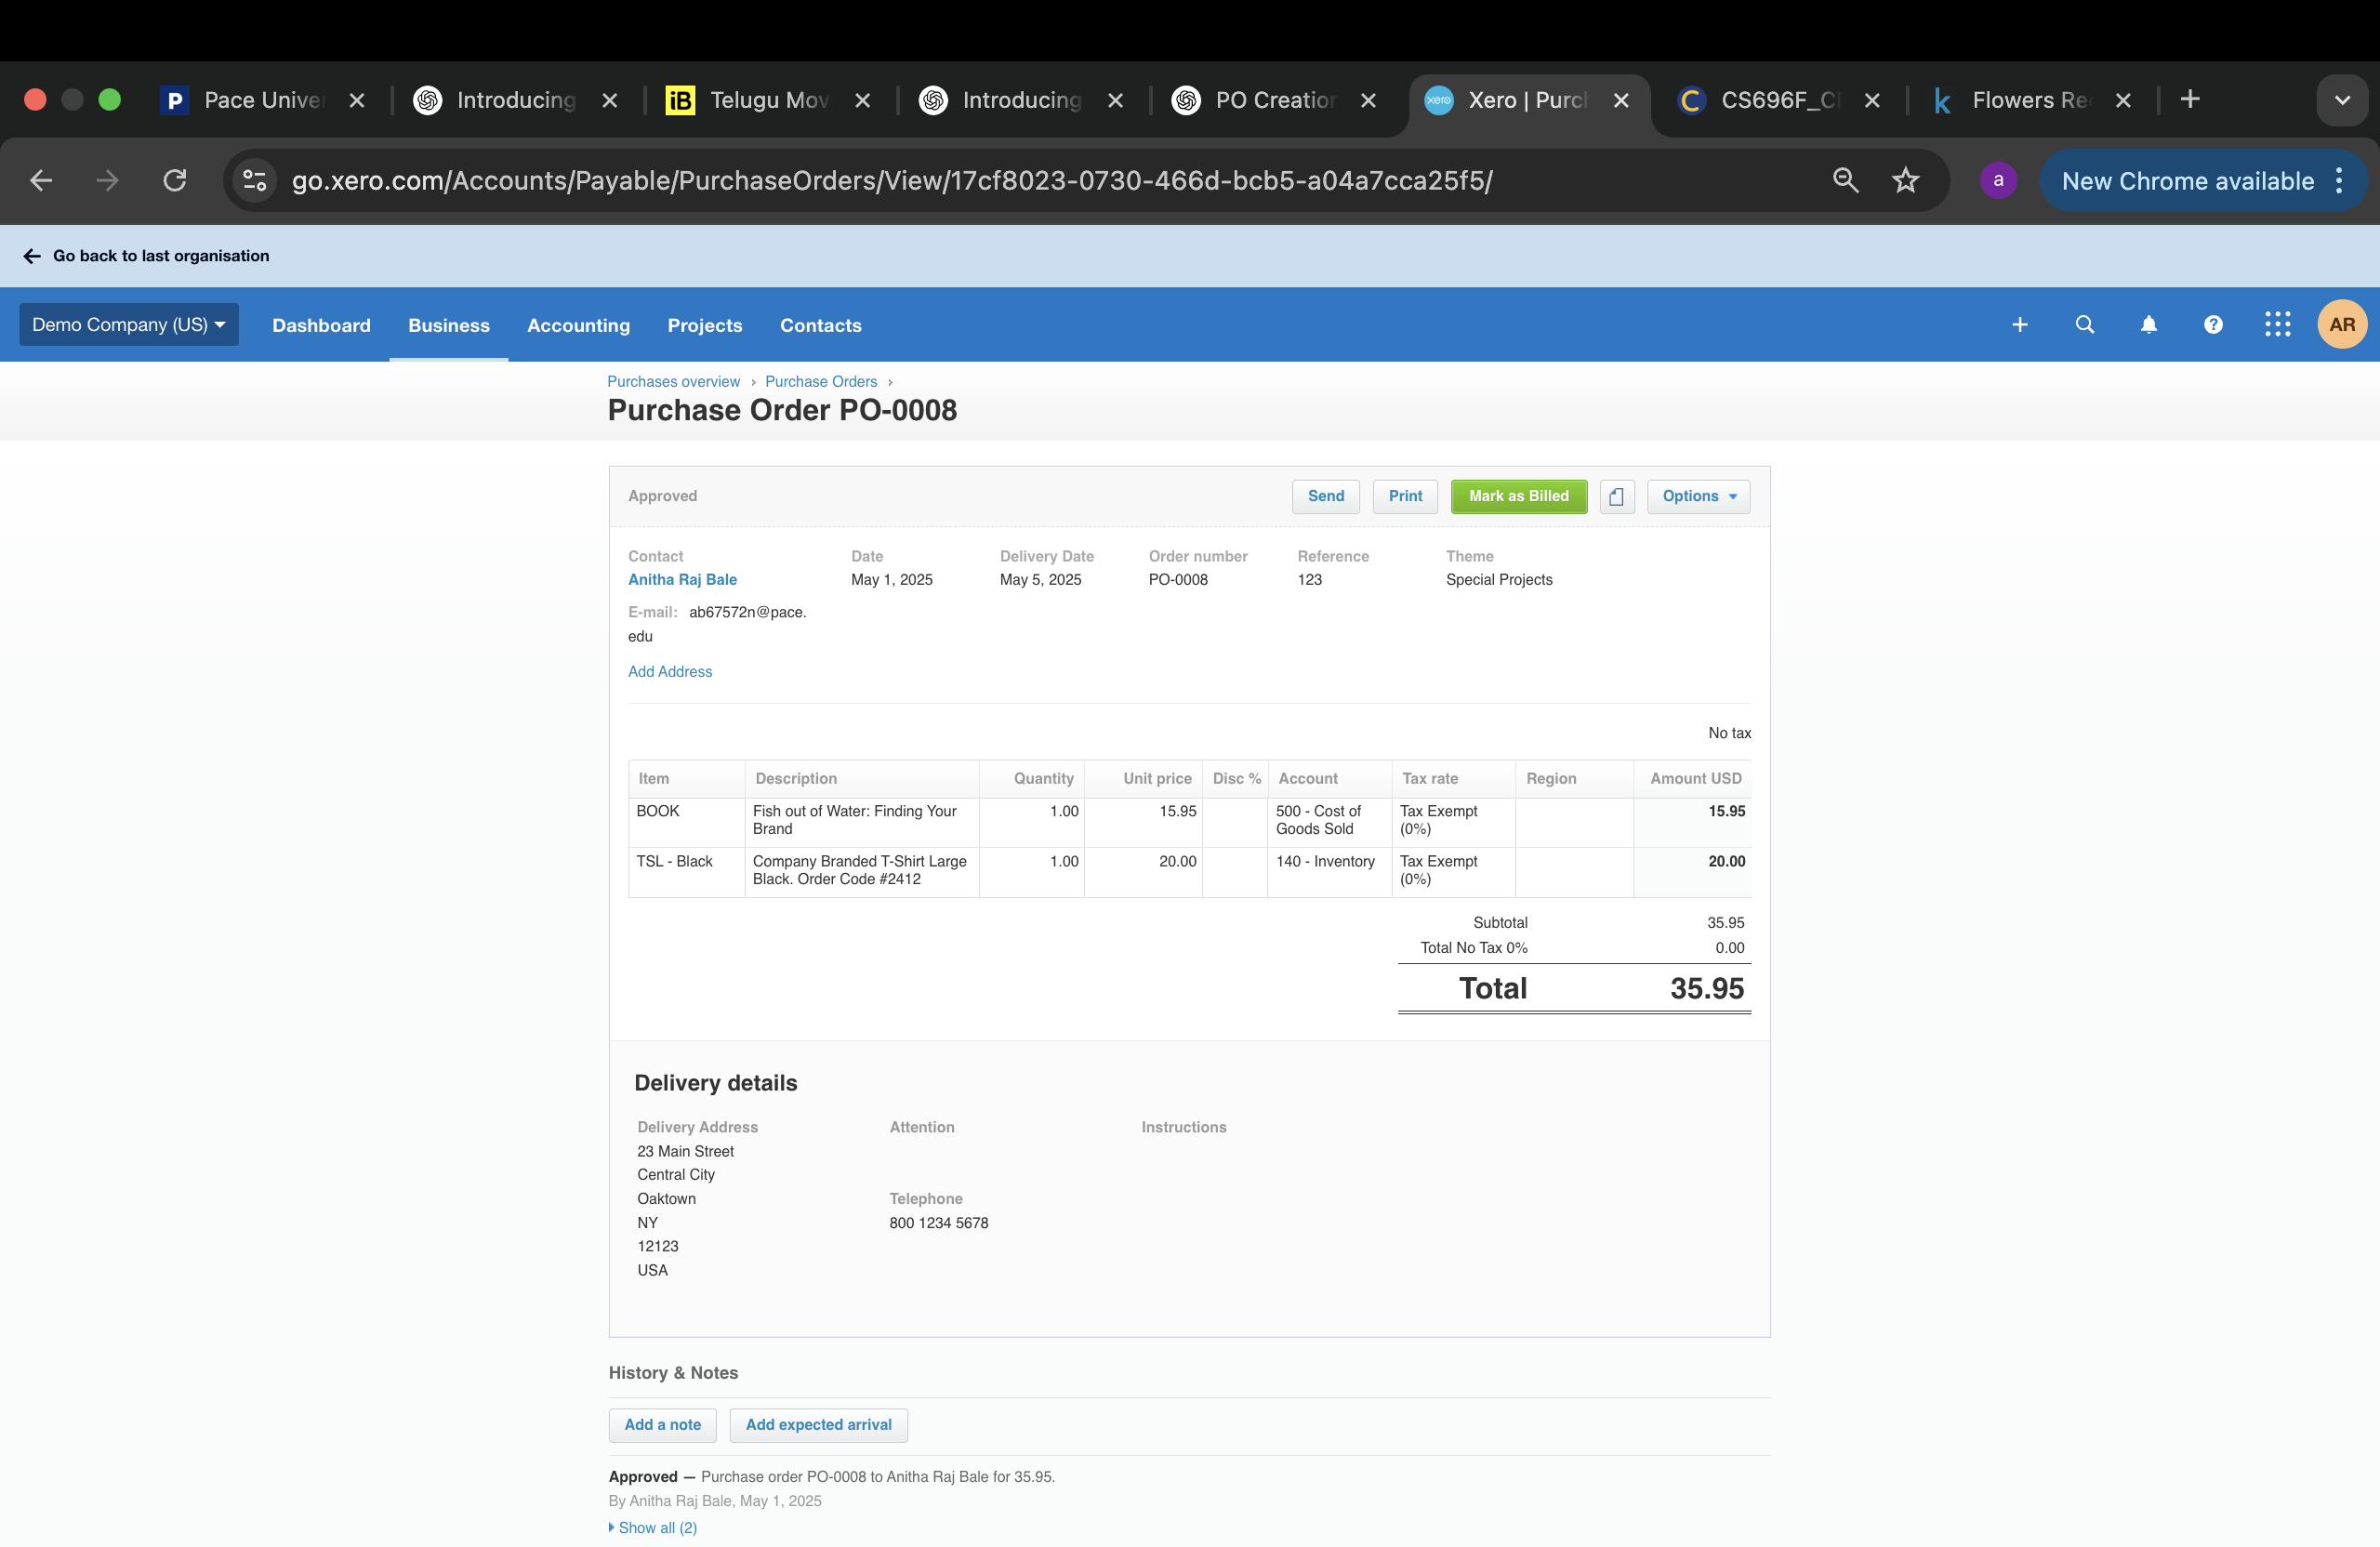 Pace Univer
Introducing
iB Telugu Mov
Introducing
PO Creation
xero Xero | Purch
CS696F_Cl
k Flowers Re
go.xero.com/Accounts/Payable/PurchaseOrders/View/17cf8023-0730-466d-bcb5-a04a7cca25f5/
a
New Chrome available
Go back to last organisation
Demo Company (US)
Dashboard
Business
Accounting
Projects
Contacts
AR
Purchases overview › Purchase Orders ›
Purchase Order PO-0008
Approved
Send
Print
Mark as Billed
Options
Contact Date Delivery Date Order number Reference Theme
Anitha Raj Bale May 1, 2025 May 5, 2025 PO-0008 123 Special Projects
E-mail: ab67572n@pace.
edu
Add Address
No tax
Item Description Quantity Unit price Disc % Account Tax rate Region Amount USD
BOOK Fish out of Water: Finding Your 1.00 15.95 500 - Cost of Tax Exempt 15.95
Brand Goods Sold (0%)
TSL - Black Company Branded T-Shirt Large 1.00 20.00 140 - Inventory Tax Exempt 20.00
Black. Order Code #2412 (0%)
Subtotal 35.95
Total No Tax 0% 0.00
Total 35.95
Delivery details
Delivery Address Attention Instructions
23 Main Street
Central City
Oaktown Telephone
NY 800 1234 5678
12123
USA
History & Notes
Add a note
Add expected arrival
Approved — Purchase order PO-0008 to Anitha Raj Bale for 35.95.
By Anitha Raj Bale, May 1, 2025
Show all (2)